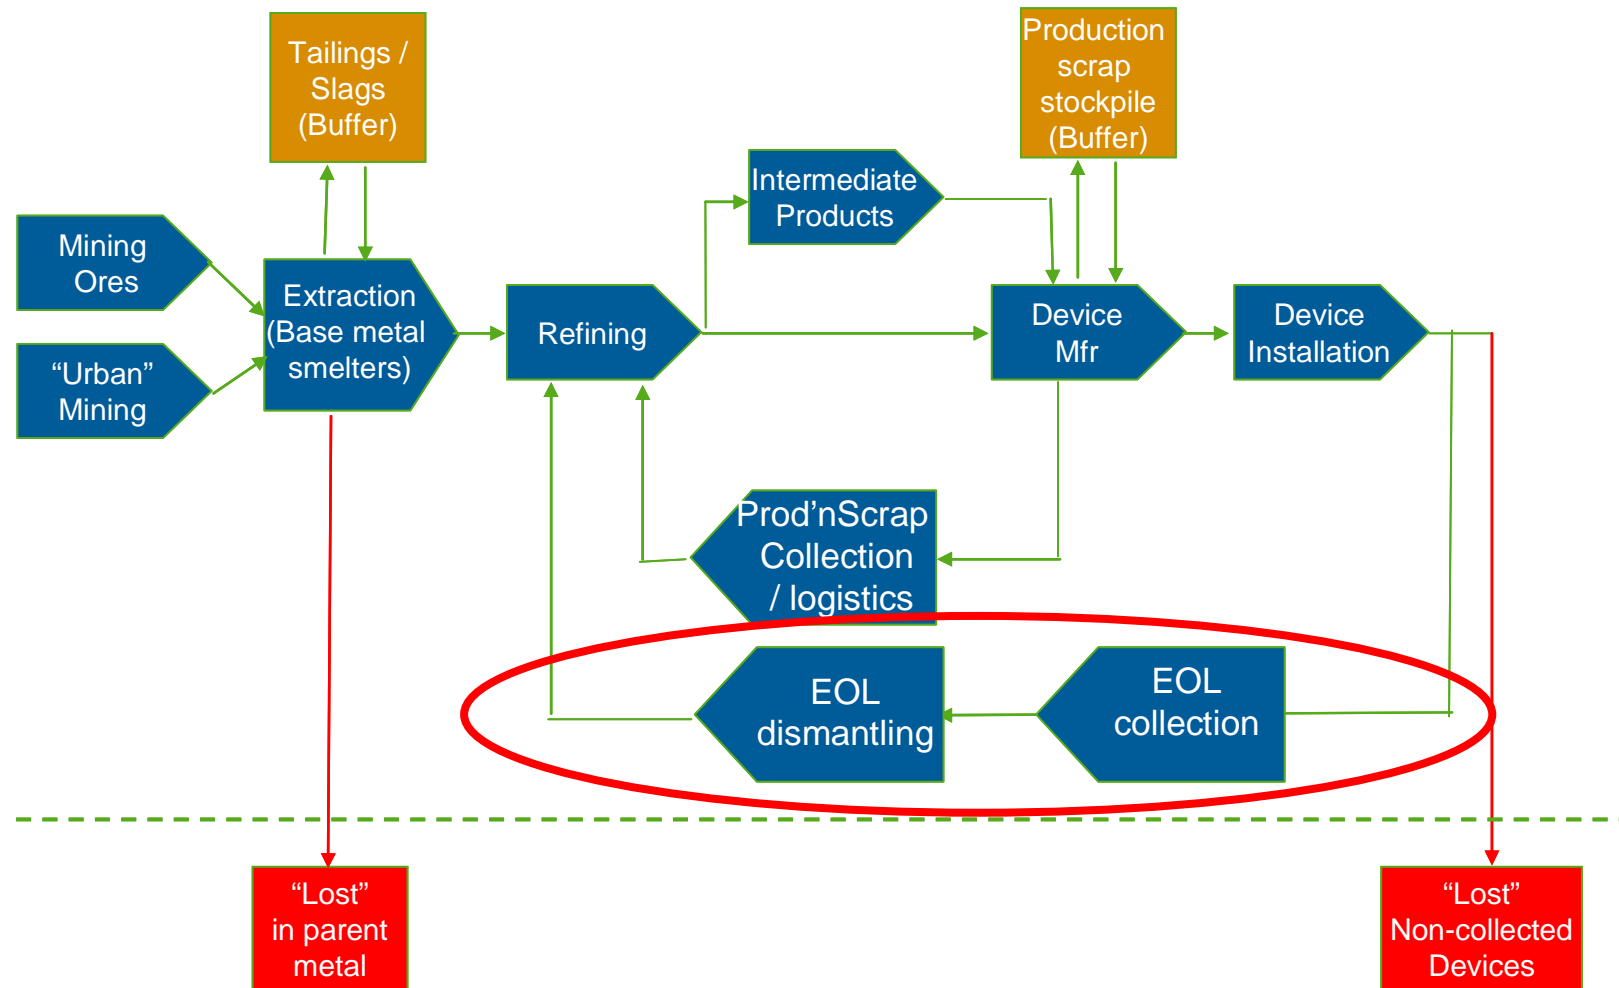 Tailings /
Slags
(Buffer)
Production
scrap
stockpile
(Buffer)
Intermediate
Products
Mining
Ores
Extraction
(Base metal
smelters)
Refining
Device
Mfr
Device
Installation
“Urban”
Mining
Prod’nScrap
Collection
/ logistics
EOL
dismantling
EOL
collection
“Lost”
in parent
metal
“Lost”
Non-collected
Devices